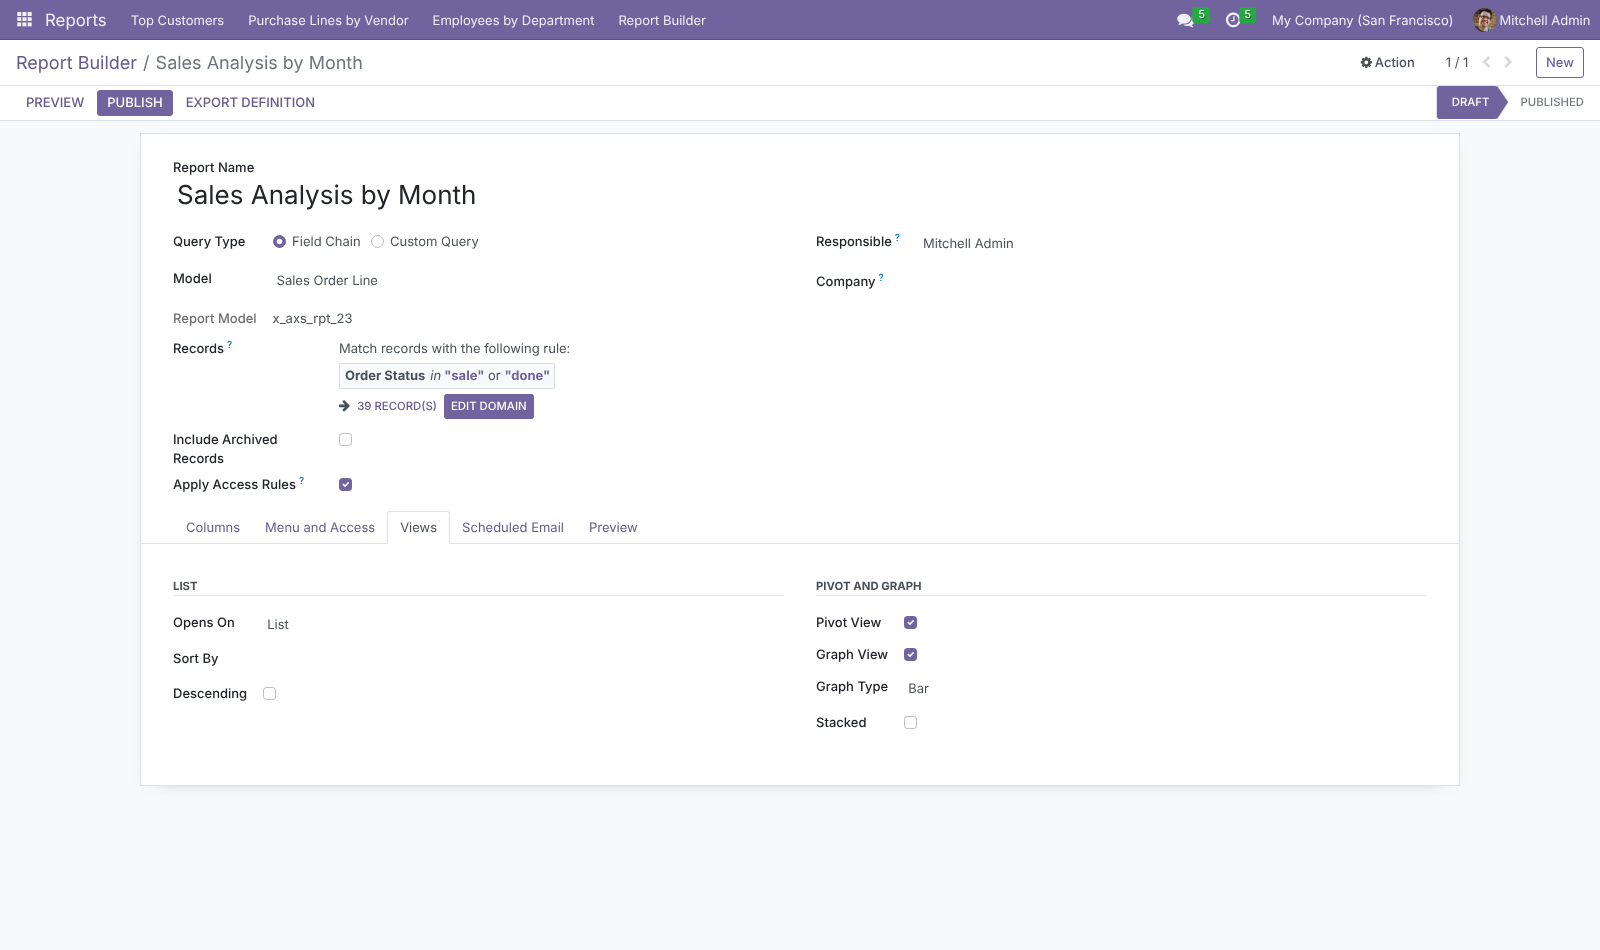 Reports Top Customers Purchase Lines by Vendor Employees by Department Report Builder 5 5 My Company (San Francisco) Mitchell Admin
Report Builder / Sales Analysis by Month Action 1 / 1 New
PREVIEW PUBLISH EXPORT DEFINITION DRAFT PUBLISHED
Report Name
Sales Analysis by Month
Query Type Field Chain Custom Query Responsible ? Mitchell Admin
Model Sales Order Line Company ?
Report Model x_axs_rpt_23
Records ? Match records with the following rule:
Order Status in "sale" or "done"
39 RECORD(S) EDIT DOMAIN
Include Archived
Records
Apply Access Rules ?
Columns Menu and Access Views Scheduled Email Preview
LIST PIVOT AND GRAPH
Opens On List Pivot View
Sort By Graph View
Descending Graph Type Bar
Stacked